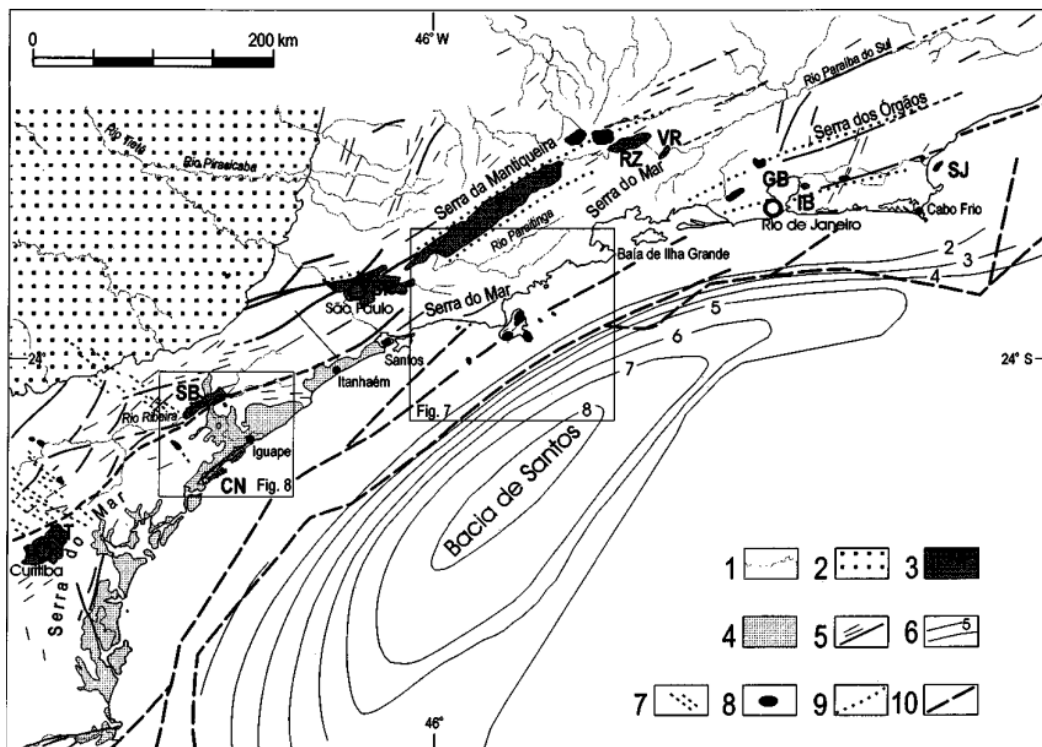 0
200 km
46° W
Rio Paraíba do Sul
Serra dos Órgãos
Rio Tietê
Rio Piracicaba
Serra da Mantiqueira
VR
RZ
Serra do Mar
GB
IB
SJ
Rio de Janeiro
Cabo Frio
Rio Paraitinga
Baía de Ilha Grande
São Paulo
Serra do Mar
2
3
4
5
6
7
8
24°
24° S
Santos
Itanhaém
SB
Rio Ribeira
Iguape
CN
Fig. 8
Fig. 7
Bacia de Santos
Curitiba
Serra do Mar
46°
1
2
3
4
5
6
5
7
8
9
10